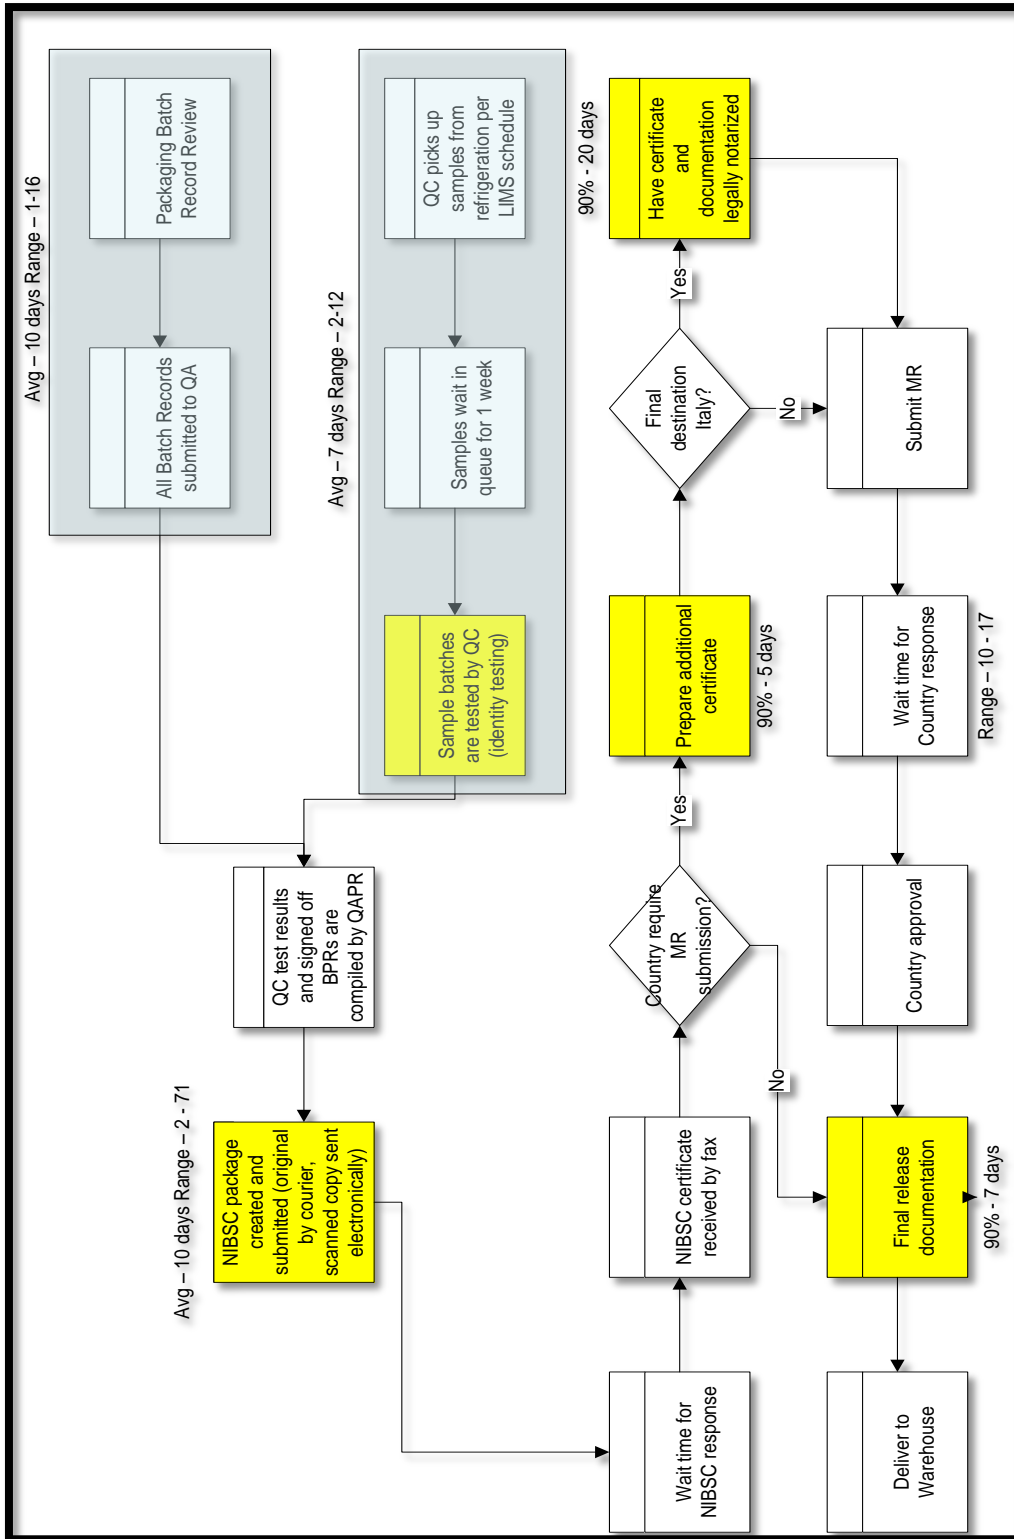 Avg – 10 days Range – 1-16
Packaging Batch
Record Review
All Batch Records
submitted to QA
Avg – 7 days Range – 2-12
QC picks up
samples from
refrigeration per
LIMS schedule
Samples wait in
queue for 1 week
Sample batches
are tested by QC
(identity testing)
QC test results
and signed off
BPRs are
compiled by QAPR
Avg – 10 days Range – 2 - 71
NIBSC package
created and
submitted (original
by courier,
scanned copy sent
electronically)
Wait time for
NIBSC response
NIBSC certificate
received by fax
Country require
MR
submission?
Yes
No
Prepare additional
certificate
90% - 5 days
Final
destination
Italy?
Yes
No
90% - 20 days
Have certificate
and
documentation
legally notarized
Submit MR
Wait time for
Country response
Range – 10 - 17
Country approval
Final release
documentation
90% - 7 days
Deliver to
Warehouse